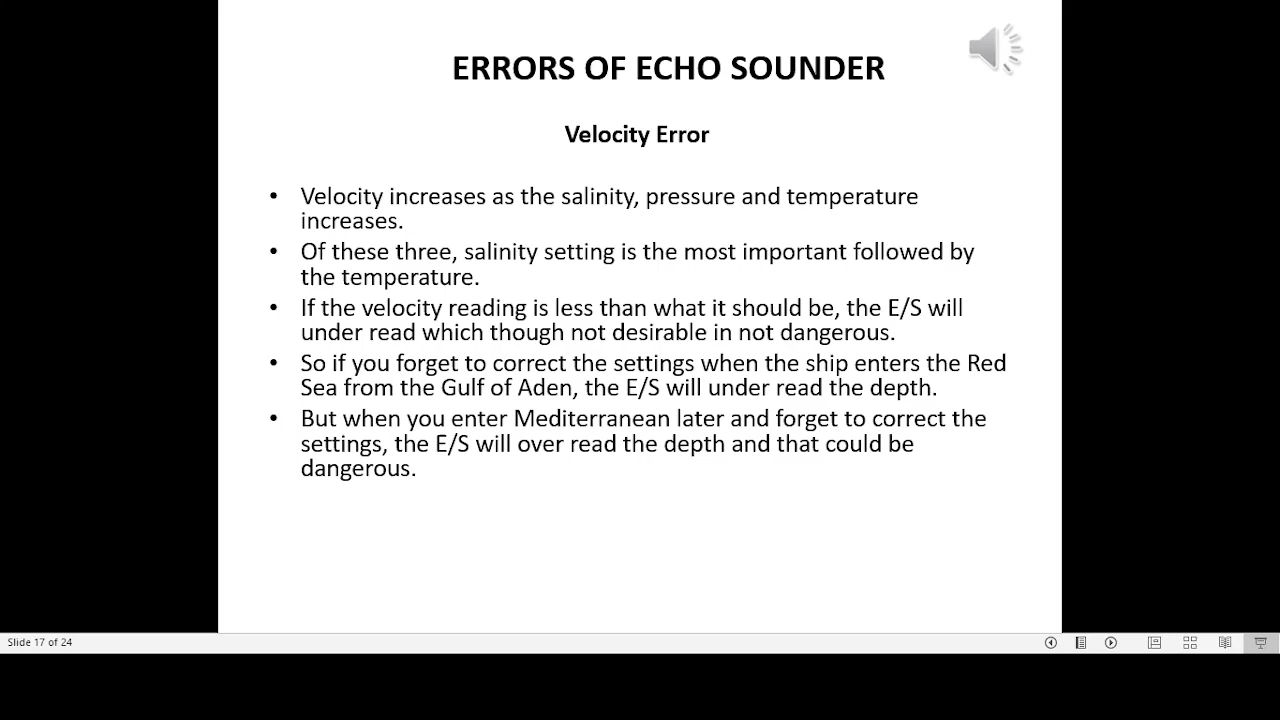 ERRORS OF ECHO SOUNDER
Velocity Error
• Velocity increases as the salinity, pressure and temperature
increases.
• Of these three, salinity setting is the most important followed by
the temperature.
• If the velocity reading is less than what it should be, the E/S will
under read which though not desirable in not dangerous.
• So if you forget to correct the settings when the ship enters the Red
Sea from the Gulf of Aden, the E/S will under read the depth.
• But when you enter Mediterranean later and forget to correct the
settings, the E/S will over read the depth and that could be
dangerous.
Slide 17 of 24